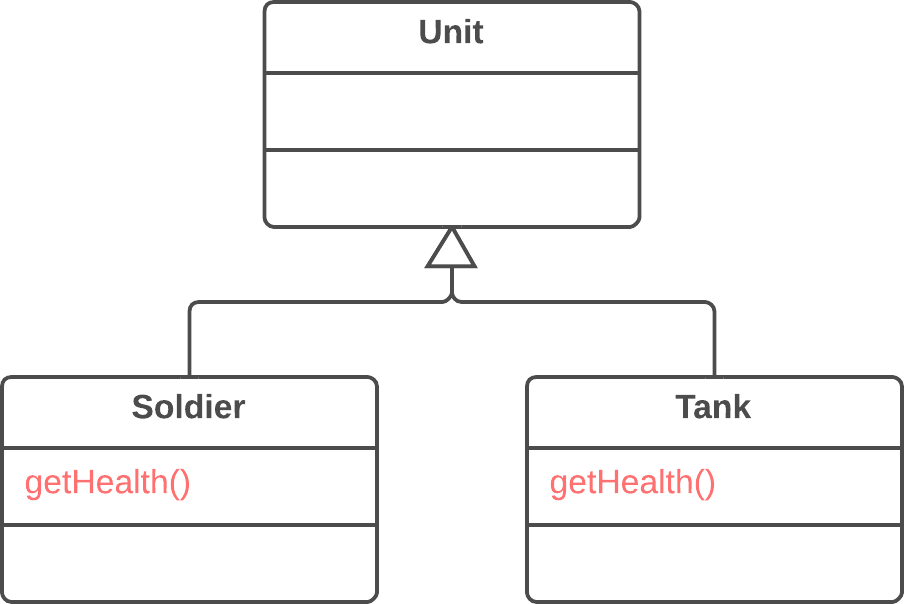 Unit
Soldier
getHealth()
Tank
getHealth()